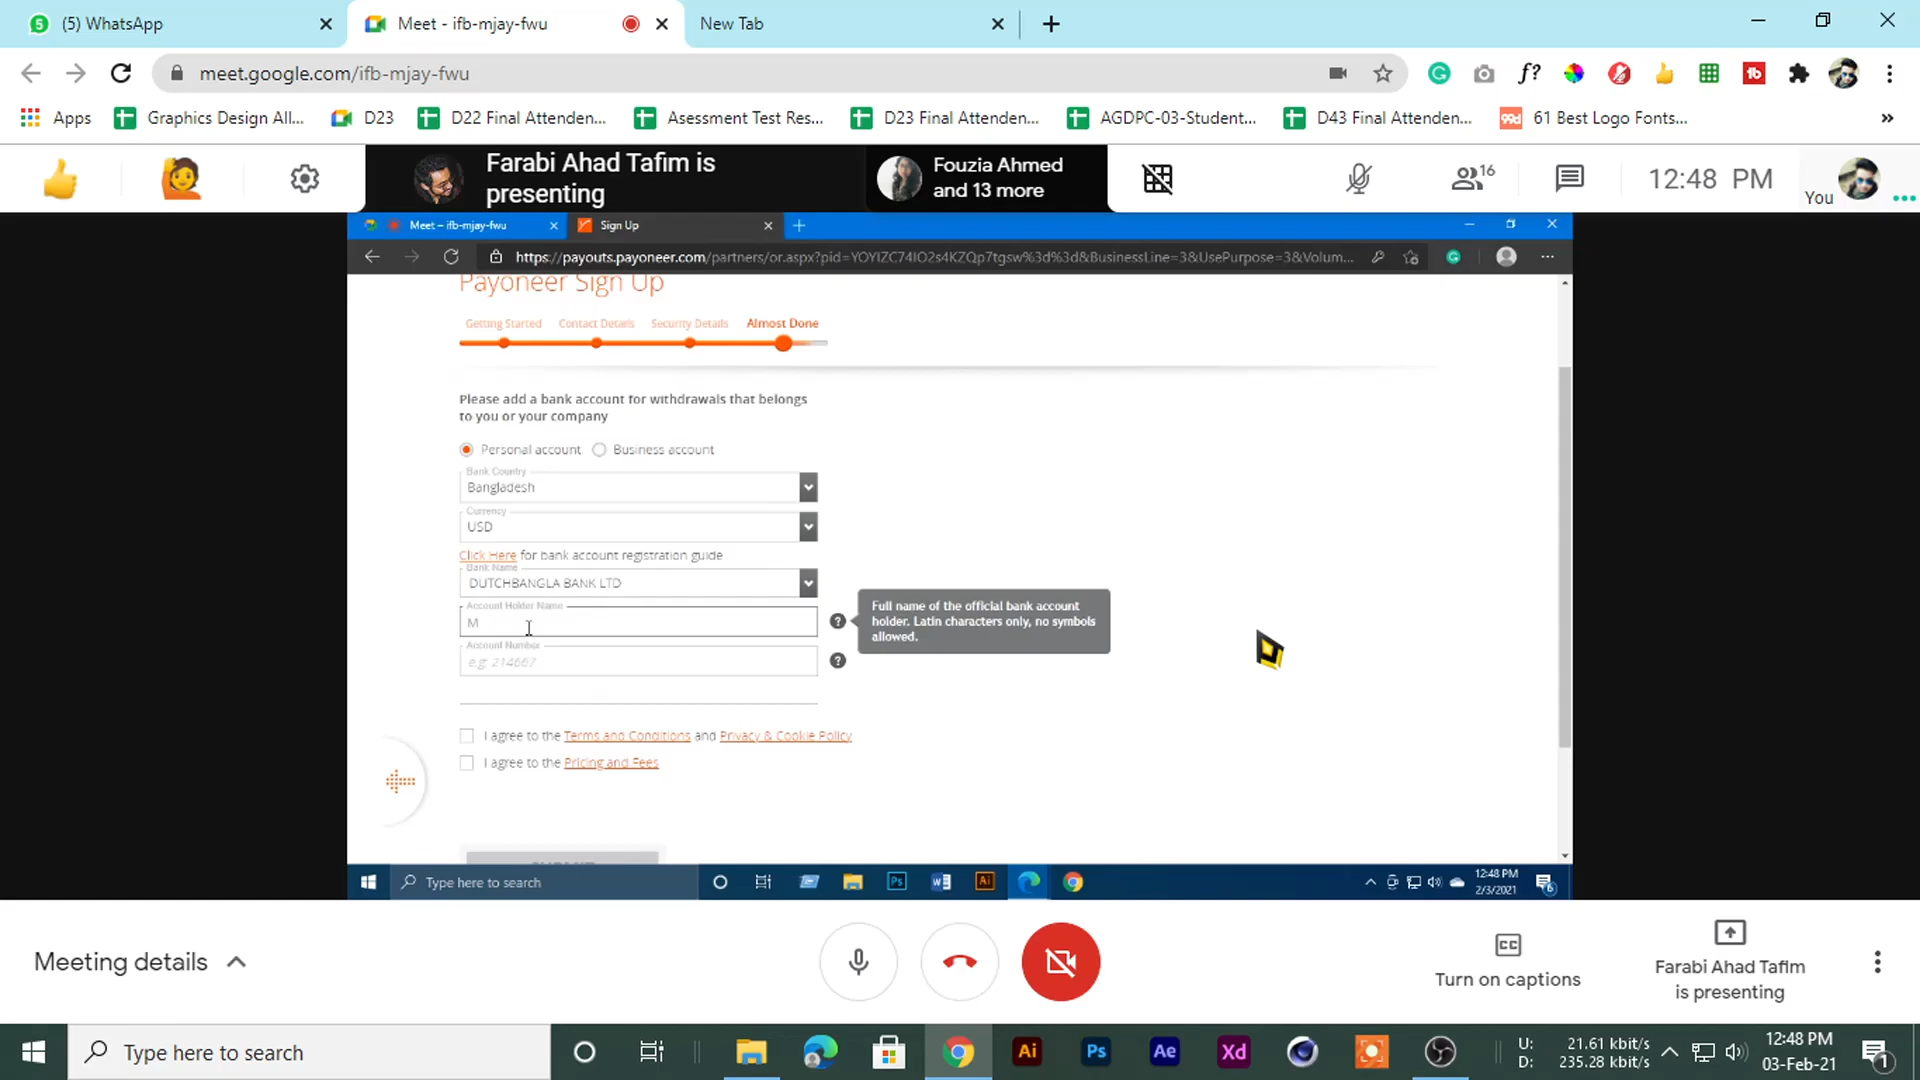 (5) WhatsApp
Meet - ifb-mjay-fwu
New Tab
meet.google.com/ifb-mjay-fwu
Apps
Graphics Design All...
D23
D22 Final Attenden...
Asessment Test Res...
D23 Final Attenden...
AGDPC-03-Student...
D43 Final Attenden...
99d
61 Best Logo Fonts...
Farabi Ahad Tafim is
presenting
Fouzia Ahmed
and 13 more
16
12:48 PM
You
Meet – ifb-mjay-fwu
Sign Up
https://payouts.payoneer.com/partners/or.aspx?pid=YOYIZC74IO2s4KZQp7tgsw%3d%3d&BusinessLine=3&UsePurpose=3&Volum...
Payoneer Sign Up
Getting Started
Contact Details
Security Details
Almost Done
Please add a bank account for withdrawals that belongs
to you or your company
Personal account
Business account
Bank Country
Bangladesh
Currency
USD
Click Here for bank account registration guide
Bank Name
DUTCHBANGLA BANK LTD
Account Holder Name
M
Full name of the official bank account
holder. Latin characters only, no symbols
allowed.
Account Number
e.g: 214667
I agree to the Terms and Conditions and Privacy & Cookie Policy
I agree to the Pricing and Fees
Type here to search
Ps
Ai
12:48 PM
2/3/2021
6
Meeting details
CC
Turn on captions
Farabi Ahad Tafim
is presenting
Type here to search
Ai
Ps
Ae
Xd
U: 21.61 kbit/s
D: 235.28 kbit/s
12:48 PM
03-Feb-21
1